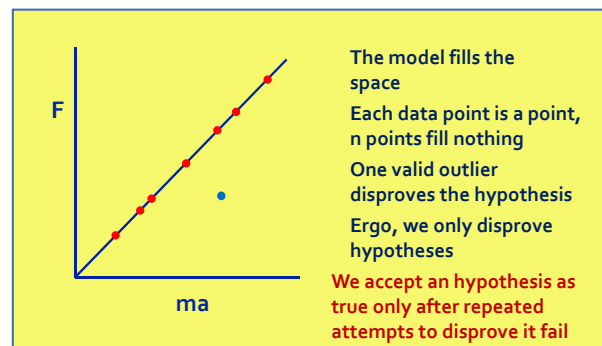 F
ma
The model fills the
space
Each data point is a point,
n points fill nothing
One valid outlier
disproves the hypothesis
Ergo, we only disprove
hypotheses
We accept an hypothesis as
true only after repeated
attempts to disprove it fail